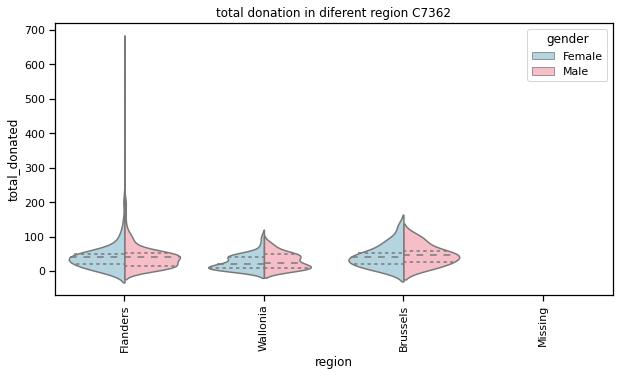 total donation in diferent region C7362
gender
Female
Male
total_donated
700
600
500
400
300
200
100
0
Flanders
Wallonia
Brussels
Missing
region